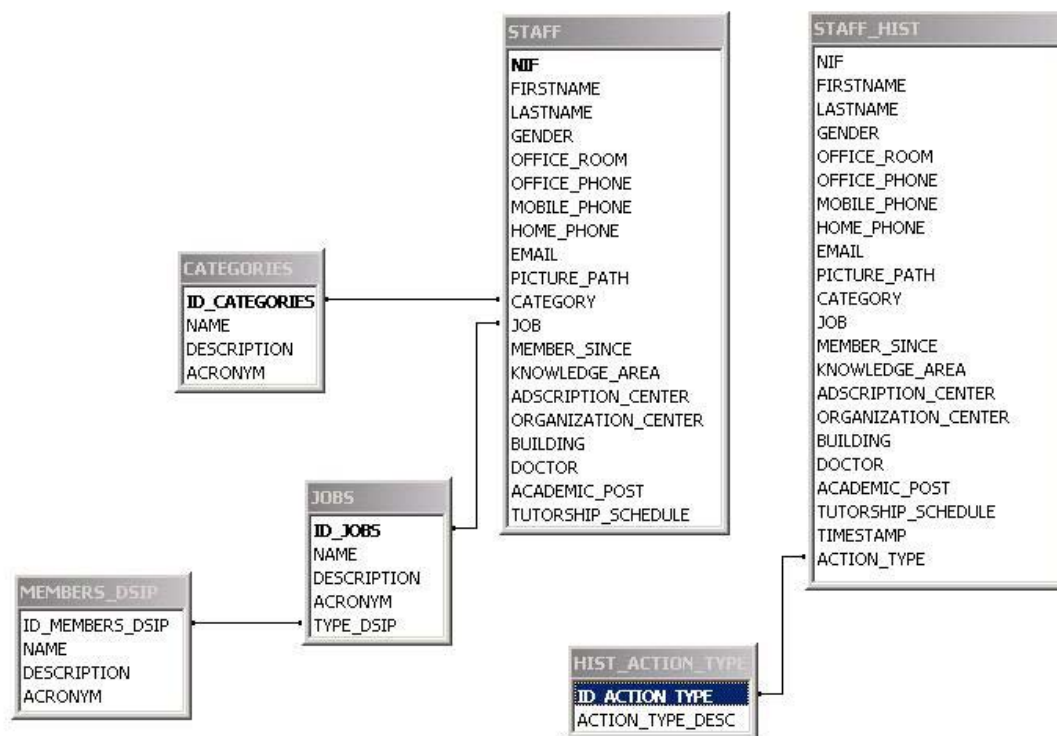 STAFF
NIF
FIRSTNAME
LASTNAME
GENDER
OFFICE_ROOM
OFFICE_PHONE
MOBILE_PHONE
HOME_PHONE
EMAIL
PICTURE_PATH
CATEGORY
JOB
MEMBER_SINCE
KNOWLEDGE_AREA
ADSCRIPTION_CENTER
ORGANIZATION_CENTER
BUILDING
DOCTOR
ACADEMIC_POST
TUTORSHIP_SCHEDULE
STAFF_HIST
NIF
FIRSTNAME
LASTNAME
GENDER
OFFICE_ROOM
OFFICE_PHONE
MOBILE_PHONE
HOME_PHONE
EMAIL
PICTURE_PATH
CATEGORY
JOB
MEMBER_SINCE
KNOWLEDGE_AREA
ADSCRIPTION_CENTER
ORGANIZATION_CENTER
BUILDING
DOCTOR
ACADEMIC_POST
TUTORSHIP_SCHEDULE
TIMESTAMP
ACTION_TYPE
CATEGORIES
ID_CATEGORIES
NAME
DESCRIPTION
ACRONYM
JOBS
ID_JOBS
NAME
DESCRIPTION
ACRONYM
TYPE_DSIP
MEMBERS_DSIP
ID_MEMBERS_DSIP
NAME
DESCRIPTION
ACRONYM
HIST_ACTION_TYPE
ID_ACTION_TYPE
ACTION_TYPE_DESC